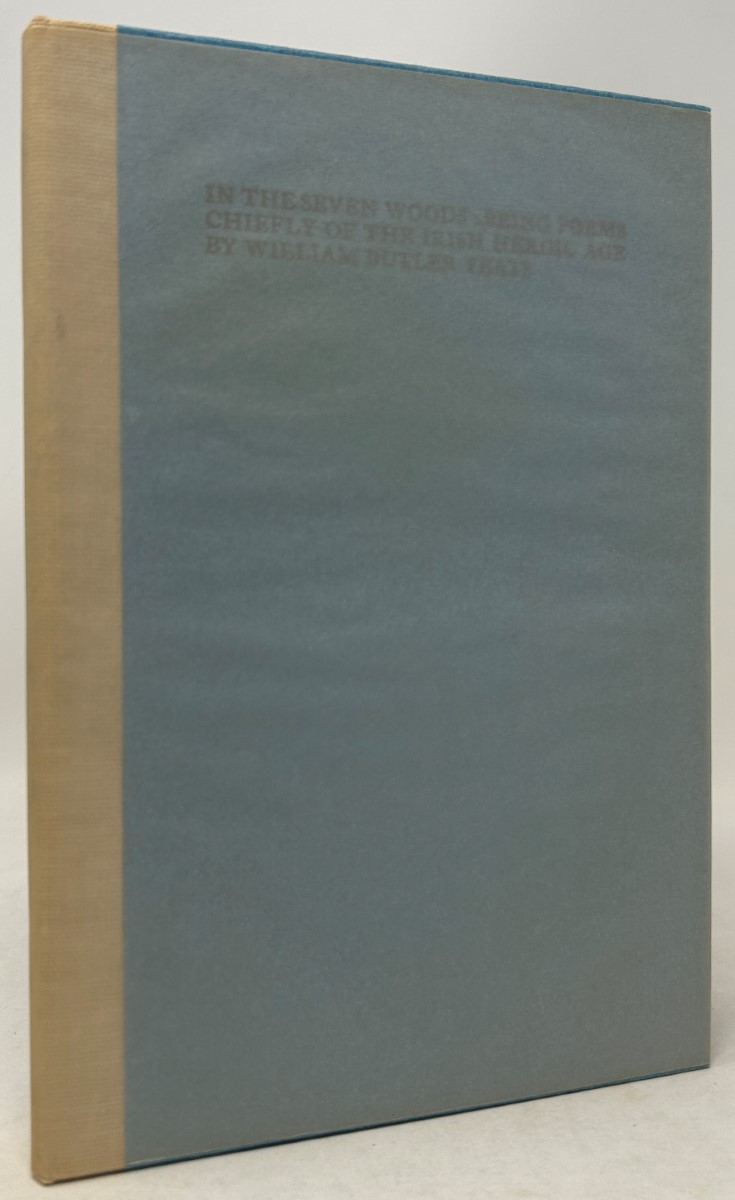 IN THE SEVEN WOODS . BEING POEMS
CHIEFLY OF THE IRISH HEROIC AGE
BY WILLIAM BUTLER YEATS